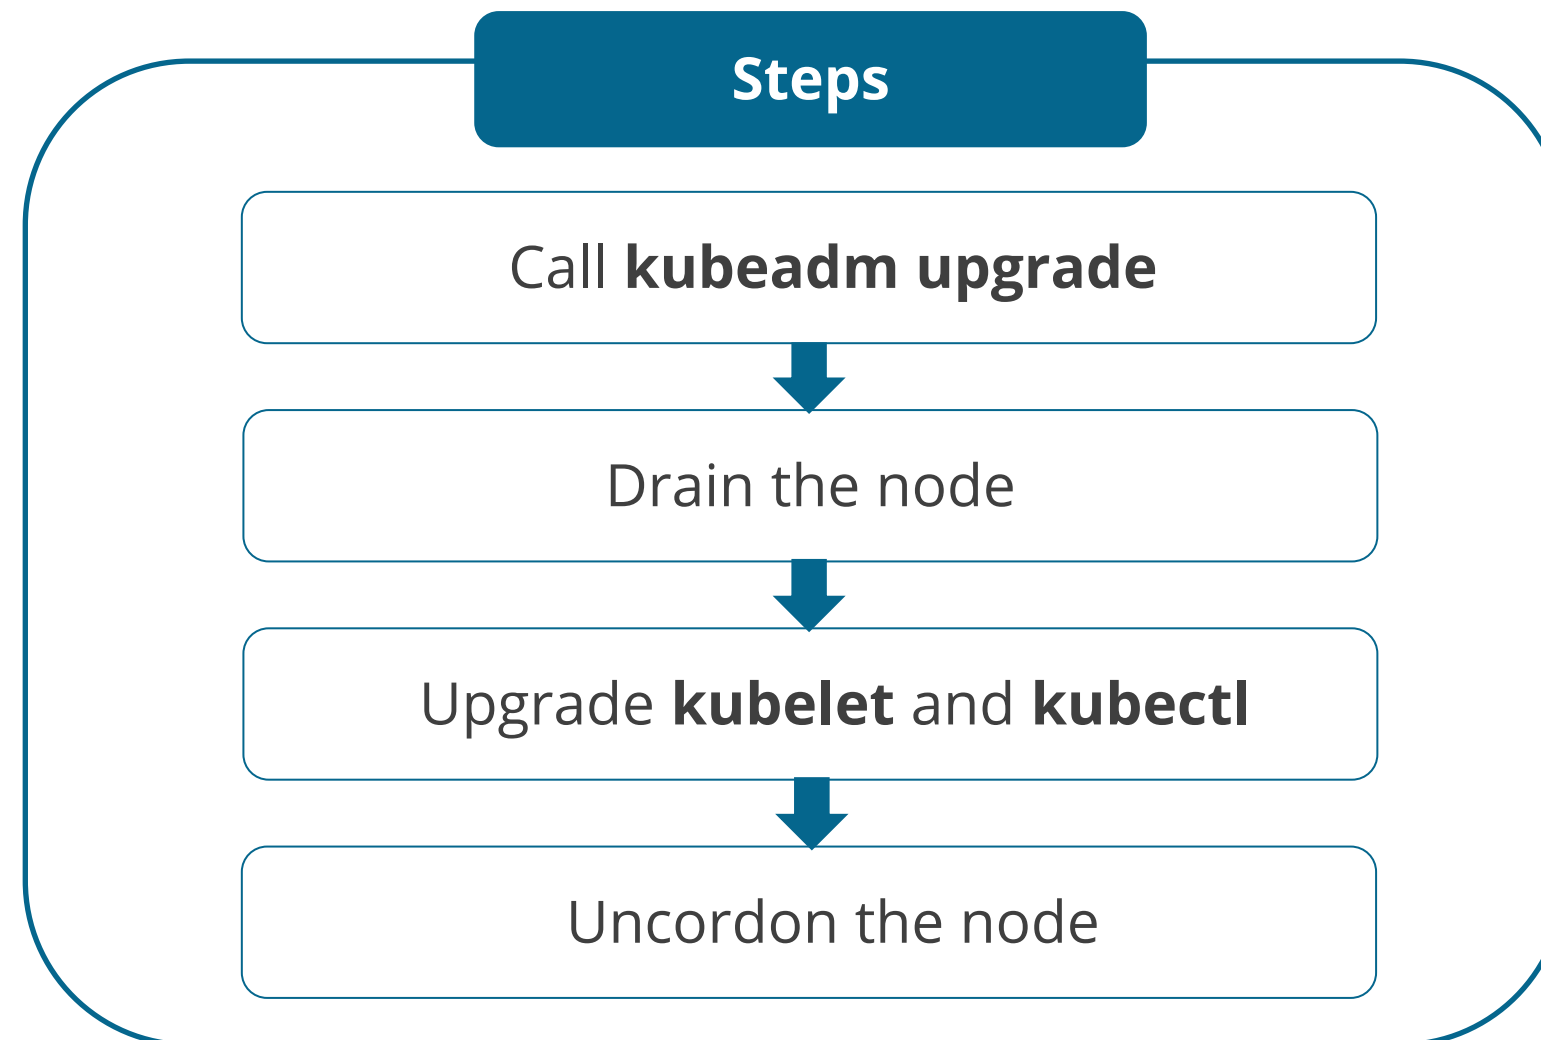 Steps
Call kubeadm upgrade
Drain the node
Upgrade kubelet and kubectl
Uncordon the node